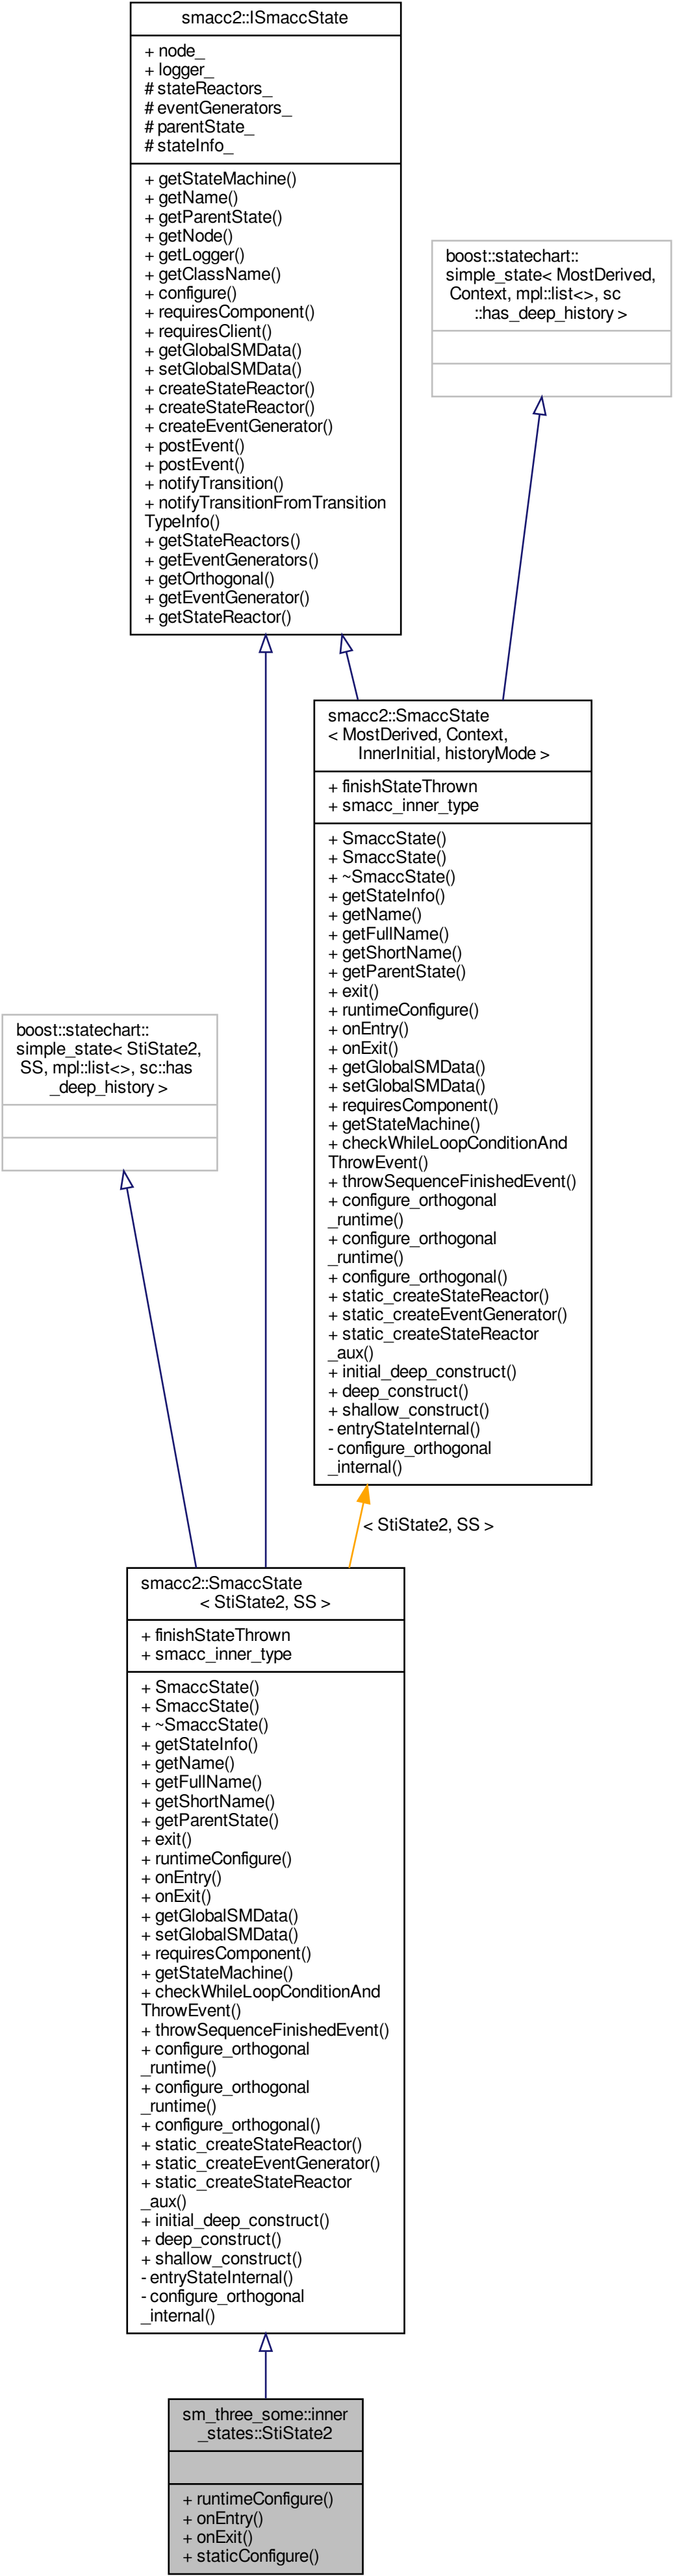 smacc2::ISmaccState
+ node_
+ logger_
# stateReactors_
# eventGenerators_
# parentState_
# stateInfo_
+ getStateMachine()
+ getName()
+ getParentState()
+ getNode()
+ getLogger()
+ getClassName()
+ configure()
+ requiresComponent()
+ requiresClient()
+ getGlobalSMData()
+ setGlobalSMData()
+ createStateReactor()
+ createStateReactor()
+ createEventGenerator()
+ postEvent()
+ postEvent()
+ notifyTransition()
+ notifyTransitionFromTransition
TypeInfo()
+ getStateReactors()
+ getEventGenerators()
+ getOrthogonal()
+ getEventGenerator()
+ getStateReactor()
boost::statechart::
simple_state< MostDerived,
Context, mpl::list<>, sc
::has_deep_history >
smacc2::SmaccState
< MostDerived, Context,
InnerInitial, historyMode >
+ finishStateThrown
+ smacc_inner_type
+ SmaccState()
+ SmaccState()
+ ~SmaccState()
+ getStateInfo()
+ getName()
+ getFullName()
+ getShortName()
+ getParentState()
+ exit()
+ runtimeConfigure()
+ onEntry()
+ onExit()
+ getGlobalSMData()
+ setGlobalSMData()
+ requiresComponent()
+ getStateMachine()
+ checkWhileLoopConditionAnd
ThrowEvent()
+ throwSequenceFinishedEvent()
+ configure_orthogonal
_runtime()
+ configure_orthogonal
_runtime()
+ configure_orthogonal()
+ static_createStateReactor()
+ static_createEventGenerator()
+ static_createStateReactor
_aux()
+ initial_deep_construct()
+ deep_construct()
+ shallow_construct()
- entryStateInternal()
- configure_orthogonal
_internal()
boost::statechart::
simple_state< StiState2,
SS, mpl::list<>, sc::has
_deep_history >
< StiState2, SS >
smacc2::SmaccState
< StiState2, SS >
+ finishStateThrown
+ smacc_inner_type
+ SmaccState()
+ SmaccState()
+ ~SmaccState()
+ getStateInfo()
+ getName()
+ getFullName()
+ getShortName()
+ getParentState()
+ exit()
+ runtimeConfigure()
+ onEntry()
+ onExit()
+ getGlobalSMData()
+ setGlobalSMData()
+ requiresComponent()
+ getStateMachine()
+ checkWhileLoopConditionAnd
ThrowEvent()
+ throwSequenceFinishedEvent()
+ configure_orthogonal
_runtime()
+ configure_orthogonal
_runtime()
+ configure_orthogonal()
+ static_createStateReactor()
+ static_createEventGenerator()
+ static_createStateReactor
_aux()
+ initial_deep_construct()
+ deep_construct()
+ shallow_construct()
- entryStateInternal()
- configure_orthogonal
_internal()
sm_three_some::inner
_states::StiState2
+ runtimeConfigure()
+ onEntry()
+ onExit()
+ staticConfigure()